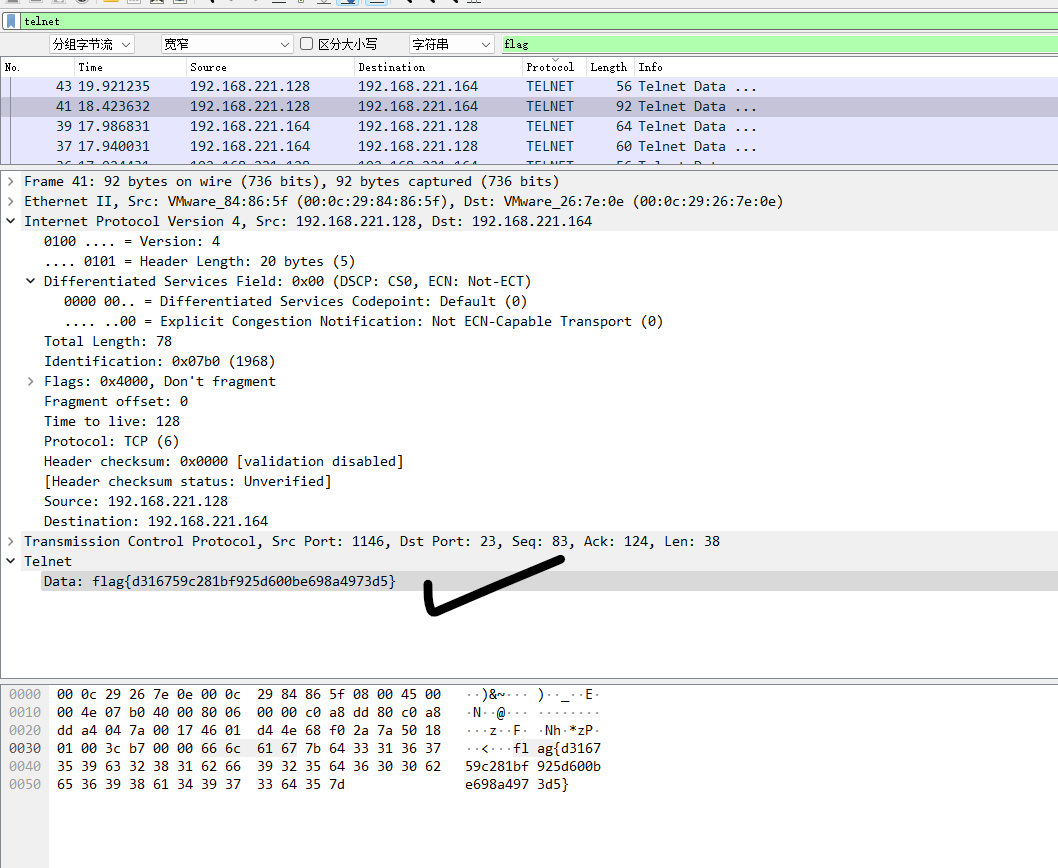 telnet
分组字节流 宽窄 区分大小写 字符串 flag
No. Time Source Destination Protocol Length Info
43 19.921235 192.168.221.128 192.168.221.164 TELNET 56 Telnet Data ...
41 18.423632 192.168.221.128 192.168.221.164 TELNET 92 Telnet Data ...
39 17.986831 192.168.221.164 192.168.221.128 TELNET 64 Telnet Data ...
37 17.940031 192.168.221.164 192.168.221.128 TELNET 60 Telnet Data ...
Frame 41: 92 bytes on wire (736 bits), 92 bytes captured (736 bits)
Ethernet II, Src: VMware_84:86:5f (00:0c:29:84:86:5f), Dst: VMware_26:7e:0e (00:0c:29:26:7e:0e)
Internet Protocol Version 4, Src: 192.168.221.128, Dst: 192.168.221.164
0100 .... = Version: 4
.... 0101 = Header Length: 20 bytes (5)
Differentiated Services Field: 0x00 (DSCP: CS0, ECN: Not-ECT)
0000 00.. = Differentiated Services Codepoint: Default (0)
.... ..00 = Explicit Congestion Notification: Not ECN-Capable Transport (0)
Total Length: 78
Identification: 0x07b0 (1968)
Flags: 0x4000, Don't fragment
Fragment offset: 0
Time to live: 128
Protocol: TCP (6)
Header checksum: 0x0000 [validation disabled]
[Header checksum status: Unverified]
Source: 192.168.221.128
Destination: 192.168.221.164
Transmission Control Protocol, Src Port: 1146, Dst Port: 23, Seq: 83, Ack: 124, Len: 38
Telnet
Data: flag{d316759c281bf925d600be698a4973d5}
0000 00 0c 29 26 7e 0e 00 0c 29 84 86 5f 08 00 45 00 ··)&~··· )··_··E·
0010 00 4e 07 b0 40 00 80 06 00 00 c0 a8 dd 80 c0 a8 ·N··@··· ········
0020 dd a4 04 7a 00 17 46 01 d4 4e 68 f0 2a 7a 50 18 ···z··F· ·Nh·*zP·
0030 01 00 3c b7 00 00 66 6c 61 67 7b 64 33 31 36 37 ··<···fl ag{d3167
0040 35 39 63 32 38 31 62 66 39 32 35 64 36 30 30 62 59c281bf 925d600b
0050 65 36 39 38 61 34 39 37 33 64 35 7d e698a497 3d5}